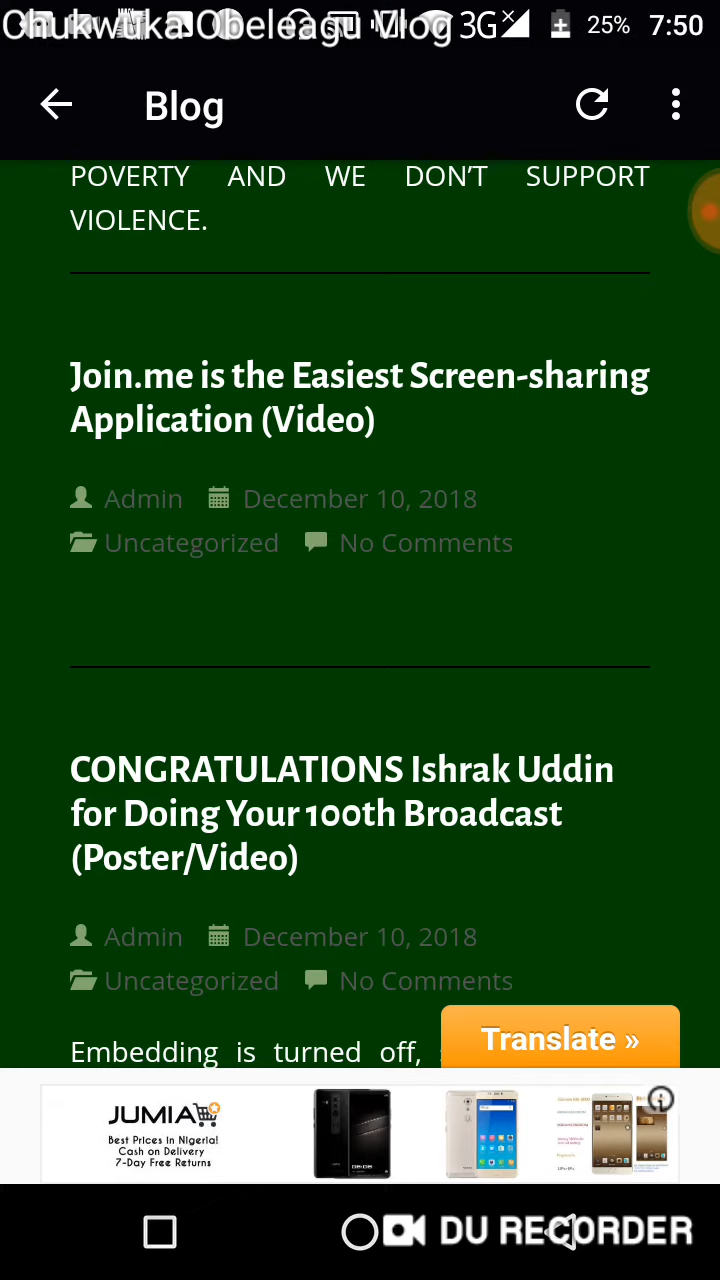 Chukwuka Obeleagu Vlog 3G 25% 7:50
Blog
POVERTY AND WE DON'T SUPPORT
VIOLENCE.
Join.me is the Easiest Screen-sharing
Application (Video)
Admin December 10, 2018
Uncategorized No Comments
CONGRATULATIONS Ishrak Uddin
for Doing Your 100th Broadcast
(Poster/Video)
Admin December 10, 2018
Uncategorized No Comments
Embedding is turned off,
Translate »
JUMIA
Best Prices in Nigeria!
Cash on Delivery
7-Day Free Returns
DU RECORDER